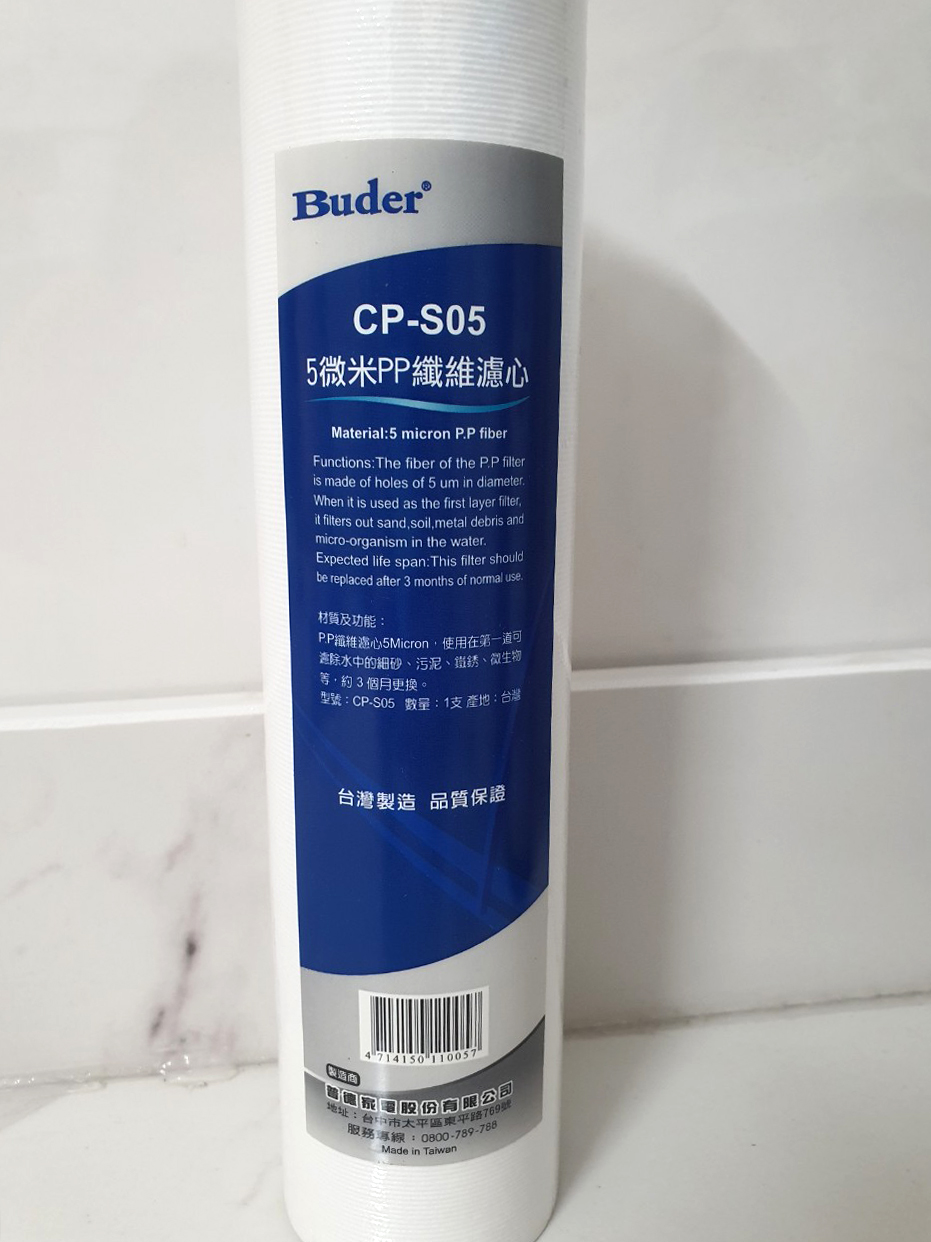 Buder®
CP-S05
5微米PP纖維濾心
Material:5 micron P.P fiber
Functions:The fiber of the P.P filter
is made of holes of 5 um in diameter.
When it is used as the first layer filter,
it filters out sand,soil,metal debris and
micro-organism in the water.
Expected life span:This filter should
be replaced after 3 months of normal use.
材質及功能：
P.P纖維濾心5Micron，使用在第一道可
濾除水中的細砂、污泥、鐵銹、微生物
等，約 3 個月更換。
型號：CP-S05 數量：1支 產地：台灣
台灣製造 品質保證
4 714150 110057
製造商
普德家電股份有限公司
地址：台中市太平區東平路769號
服務專線：0800-789-788
Made in Taiwan